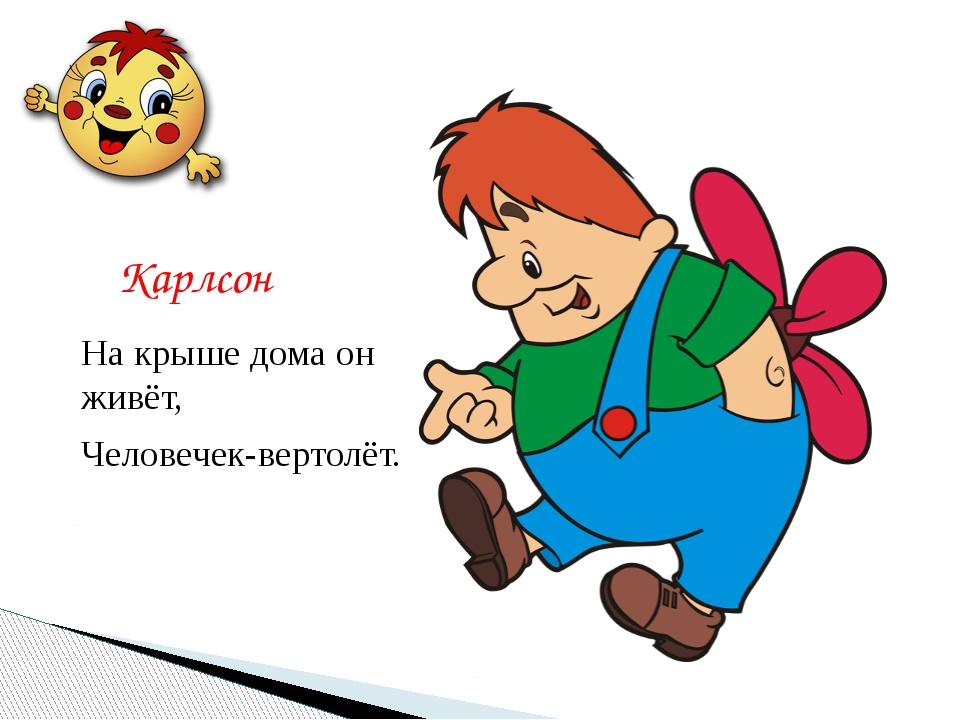 Карлсон
На крыше дома он
живёт,
Человечек-вертолёт.